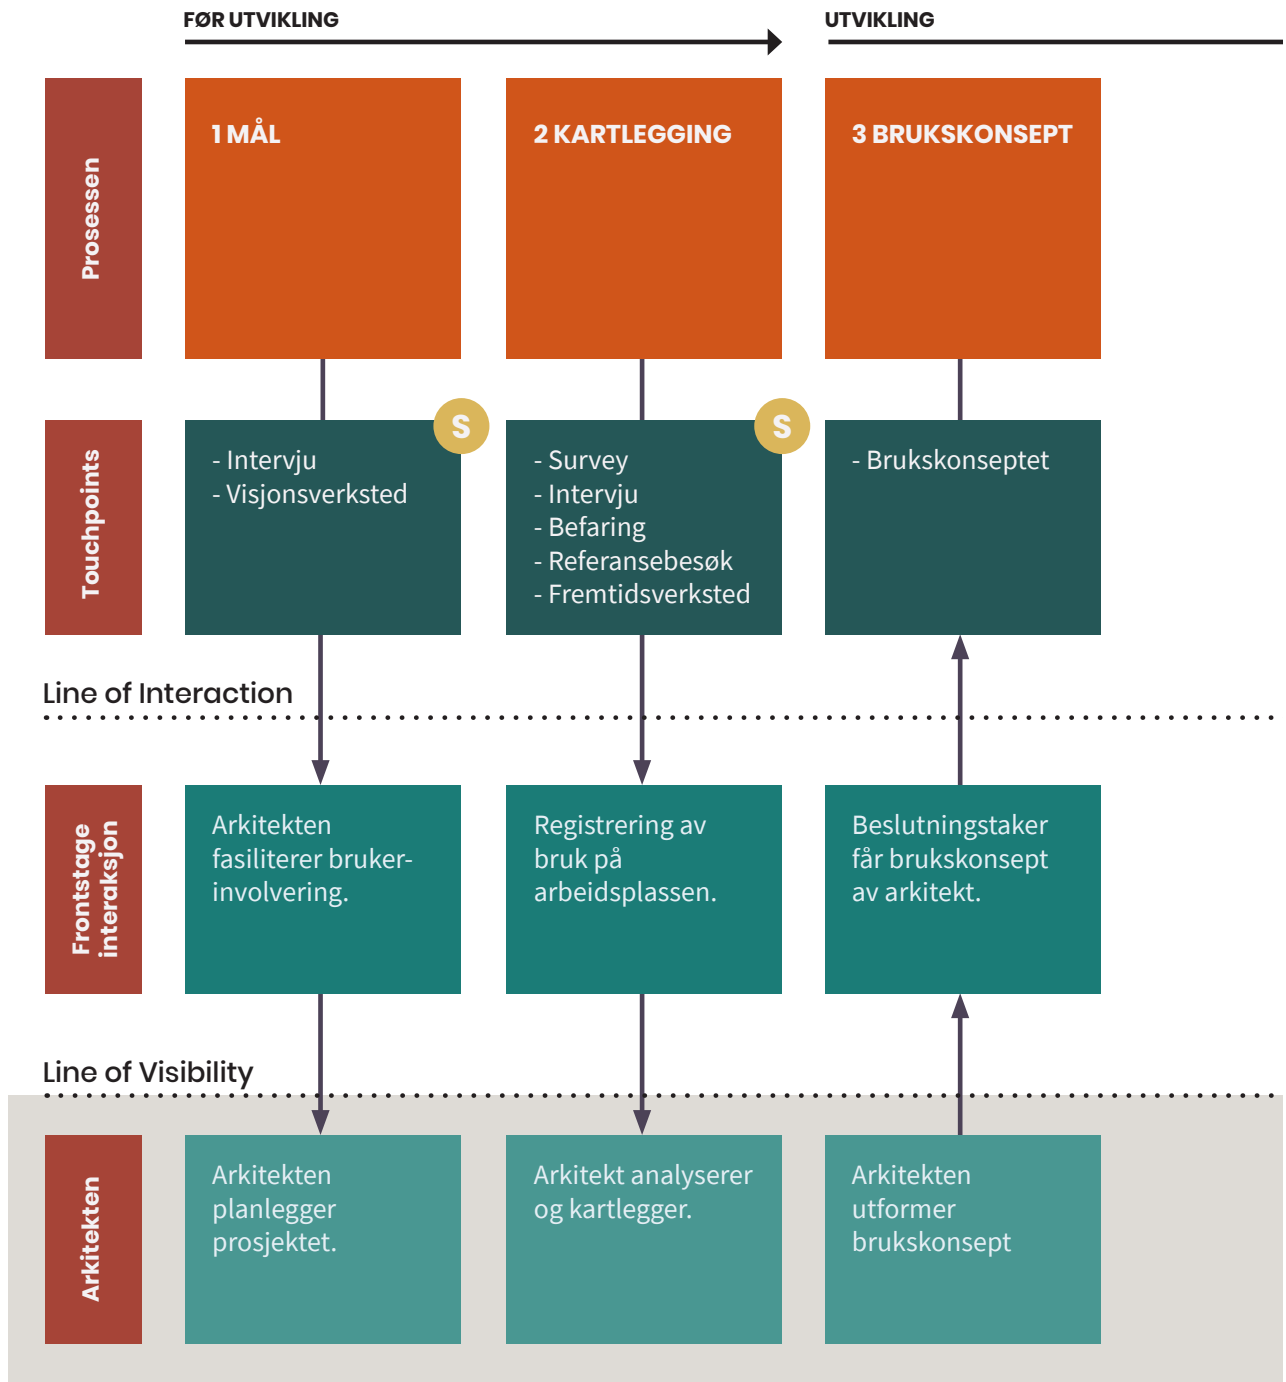 FØR UTVIKLING
UTVIKLING
Prosessen
1 MÅL
2 KARTLEGGING
3 BRUKSKONSEPT
Touchpoints
S
- Intervju
- Visjonsverksted
S
- Survey
- Intervju
- Befaring
- Referansebesøk
- Fremtidsverksted
- Brukskonseptet
Line of Interaction
Frontstage
interaksjon
Arkitekten
fasiliterer bruker-
involvering.
Registrering av
bruk på
arbeidsplassen.
Beslutningstaker
får brukskonsept
av arkitekt.
Line of Visibility
Arkitekten
Arkitekten
planlegger
prosjektet.
Arkitekt analyserer
og kartlegger.
Arkitekten
utformer
brukskonsept